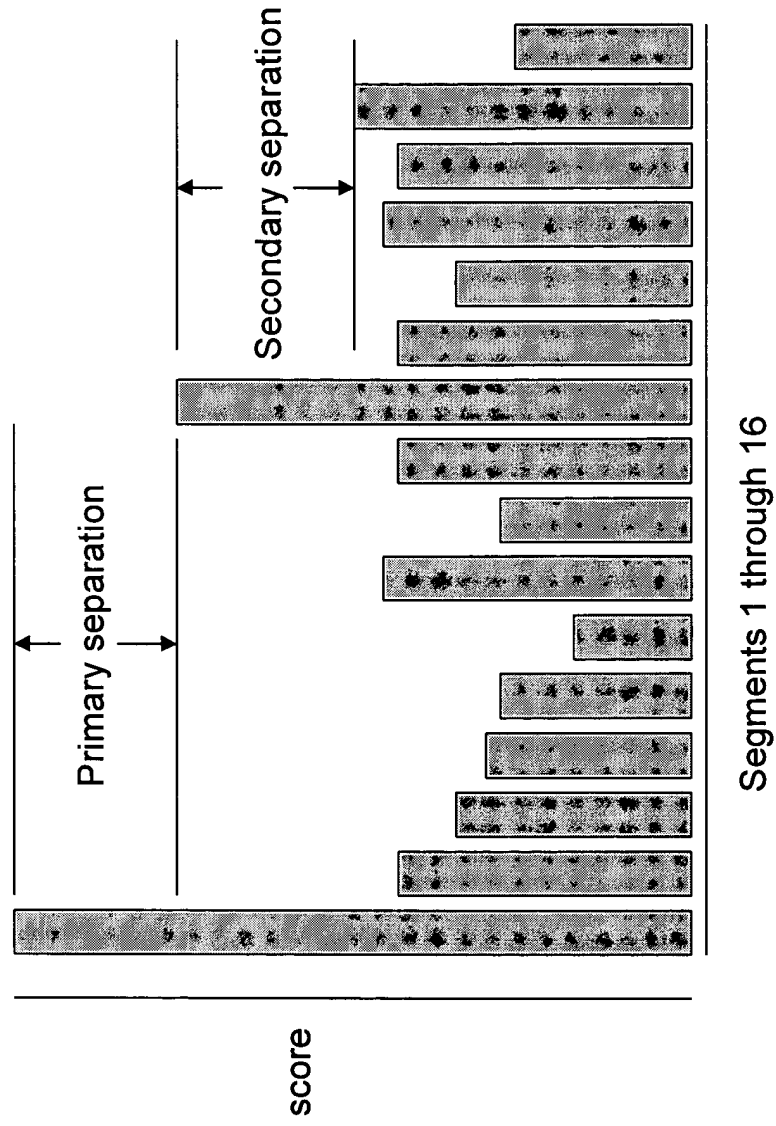 Primary separation
Secondary separation
score
Segments 1 through 16